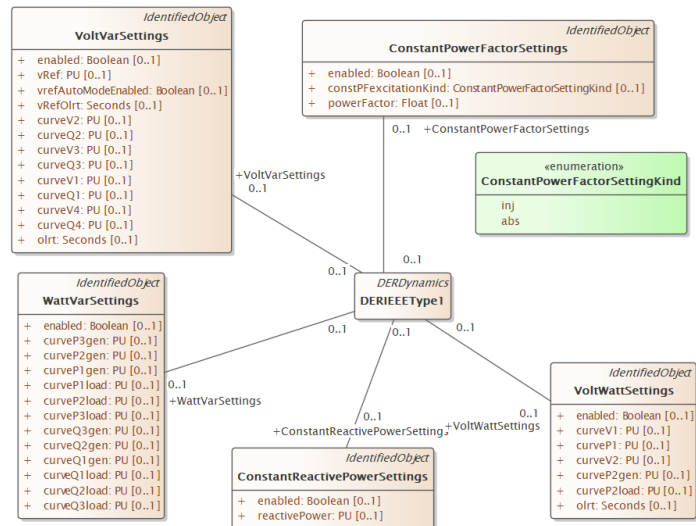 IdentifiedObject
VoltVarSettings
+ enabled: Boolean [0..1]
+ vRef: PU [0..1]
+ vrefAutoModeEnabled: Boolean [0..1]
+ vRefOlrt: Seconds [0..1]
+ curveV2: PU [0..1]
+ curveQ2: PU [0..1]
+ curveV3: PU [0..1]
+ curveQ3: PU [0..1]
+ curveV1: PU [0..1]
+ curveQ1: PU [0..1]
+ curveV4: PU [0..1]
+ curveQ4: PU [0..1]
+ olrt: Seconds [0..1]
IdentifiedObject
ConstantPowerFactorSettings
+ enabled: Boolean [0..1]
+ constPFexcitationKind: ConstantPowerFactorSettingKind [0..1]
+ powerFactor: Float [0..1]
0..1 +ConstantPowerFactorSettings
«enumeration»
ConstantPowerFactorSettingKind
inj
abs
+VoltVarSettings
0..1
0..1
0..1
DERDynamics
DERIEEEType1
0..1
0..1
0..1
IdentifiedObject
WattVarSettings
+ enabled: Boolean [0..1]
+ curveP3gen: PU [0..1]
+ curveP2gen: PU [0..1]
+ curveP1gen: PU [0..1]
+ curveP1load: PU [0..1]
+ curveP2load: PU [0..1]
+ curveP3load: PU [0..1]
+ curveQ3gen: PU [0..1]
+ curveQ2gen: PU [0..1]
+ curveQ1gen: PU [0..1]
+ curveQ1load: PU [0..1]
+ curveQ2load: PU [0..1]
+ curveQ3load: PU [0..1]
0..1
+WattVarSettings
0..1
+ConstantReactivePowerSettings
0..1
+VoltWattSettings
IdentifiedObject
ConstantReactivePowerSettings
+ enabled: Boolean [0..1]
+ reactivePower: PU [0..1]
IdentifiedObject
VoltWattSettings
+ enabled: Boolean [0..1]
+ curveV1: PU [0..1]
+ curveP1: PU [0..1]
+ curveV2: PU [0..1]
+ curveP2gen: PU [0..1]
+ curveP2load: PU [0..1]
+ olrt: Seconds [0..1]